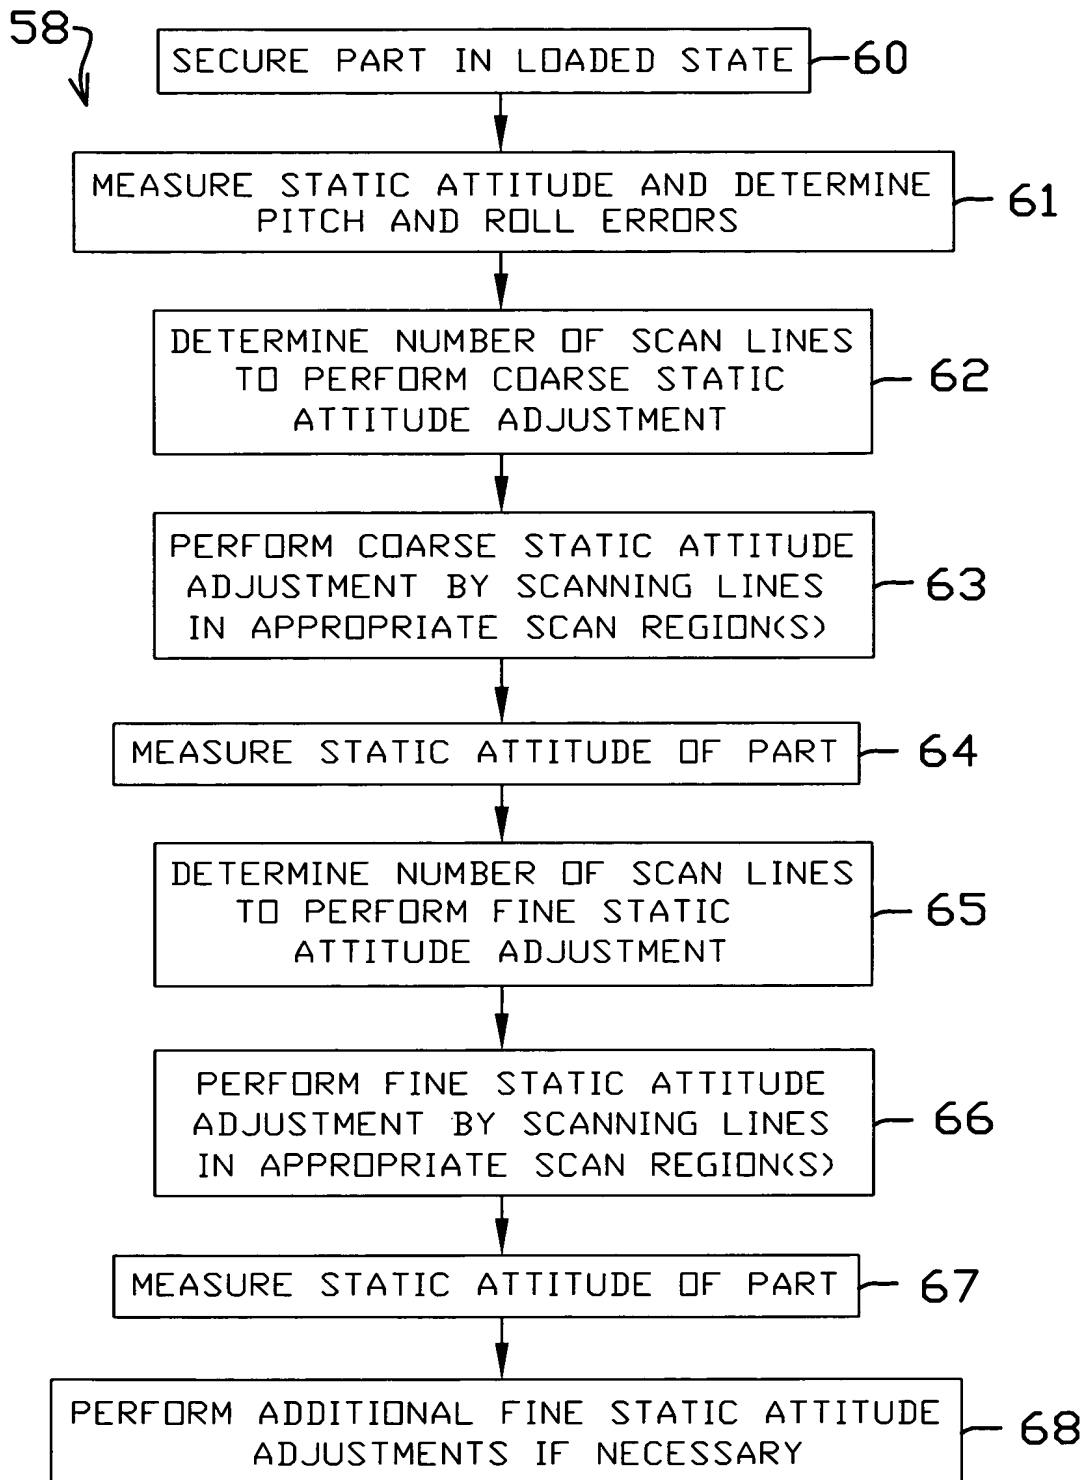 58
SECURE PART IN LOADED STATE
60
MEASURE STATIC ATTITUDE AND DETERMINE
PITCH AND ROLL ERRORS
61
DETERMINE NUMBER OF SCAN LINES
TO PERFORM COARSE STATIC
ATTITUDE ADJUSTMENT
62
PERFORM COARSE STATIC ATTITUDE
ADJUSTMENT BY SCANNING LINES
IN APPROPRIATE SCAN REGION(S)
63
MEASURE STATIC ATTITUDE OF PART
64
DETERMINE NUMBER OF SCAN LINES
TO PERFORM FINE STATIC
ATTITUDE ADJUSTMENT
65
PERFORM FINE STATIC ATTITUDE
ADJUSTMENT BY SCANNING LINES
IN APPROPRIATE SCAN REGION(S)
66
MEASURE STATIC ATTITUDE OF PART
67
PERFORM ADDITIONAL FINE STATIC ATTITUDE
ADJUSTMENTS IF NECESSARY
68